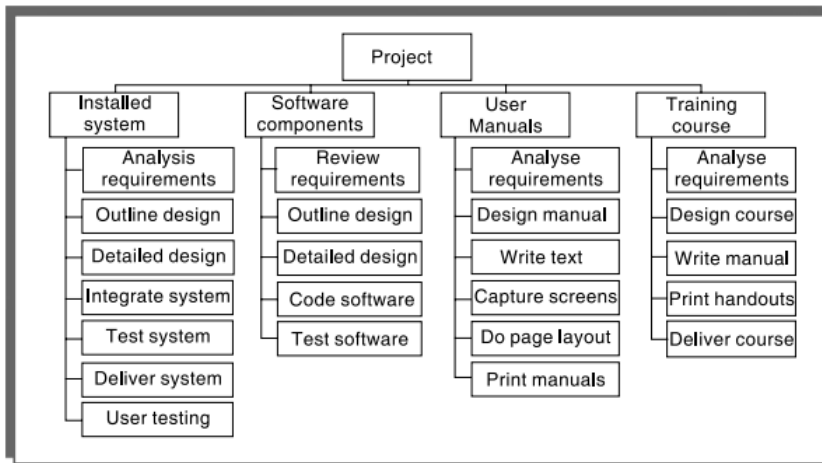 Project
Installed
system
Analysis
requirements
Outline design
Detailed design
Integrate system
Test system
Deliver system
User testing
Software
components
Review
requirements
Outline design
Detailed design
Code software
Test software
User
Manuals
Analyse
requirements
Design manual
Write text
Capture screens
Do page layout
Print manuals
Training
course
Analyse
requirements
Design course
Write manual
Print handouts
Deliver course